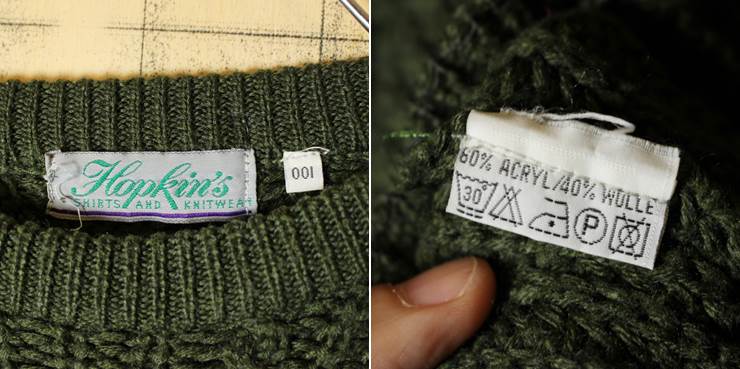 Hopkin's
SHIRTS AND KNITWEAR
001
60% ACRYL/40% WOLLE
30° P